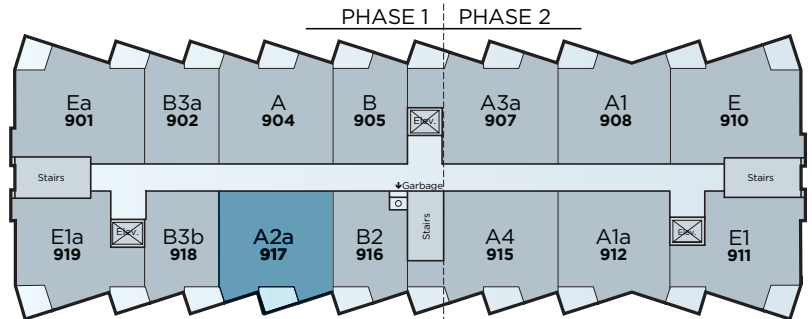 PHASE 1 PHASE 2
Ea
901
B3a
902
A
904
B
905
Elev.
A3a
907
A1
908
E
910
Stairs
Garbage
Stairs
E1a
919
Elev.
B3b
918
A2a
917
B2
916
Stairs
A4
915
A1a
912
Elev.
E1
911